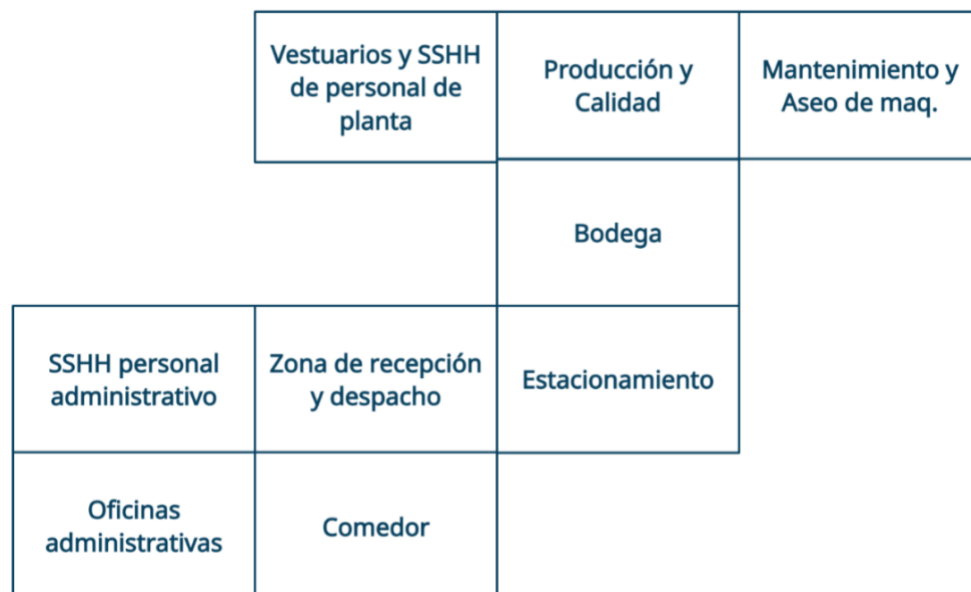 Vestuarios y SSHH
de personal de
planta
Producción y
Calidad
Mantenimiento y
Aseo de maq.
Bodega
SSHH personal
administrativo
Zona de recepción
y despacho
Estacionamiento
Oficinas
administrativas
Comedor